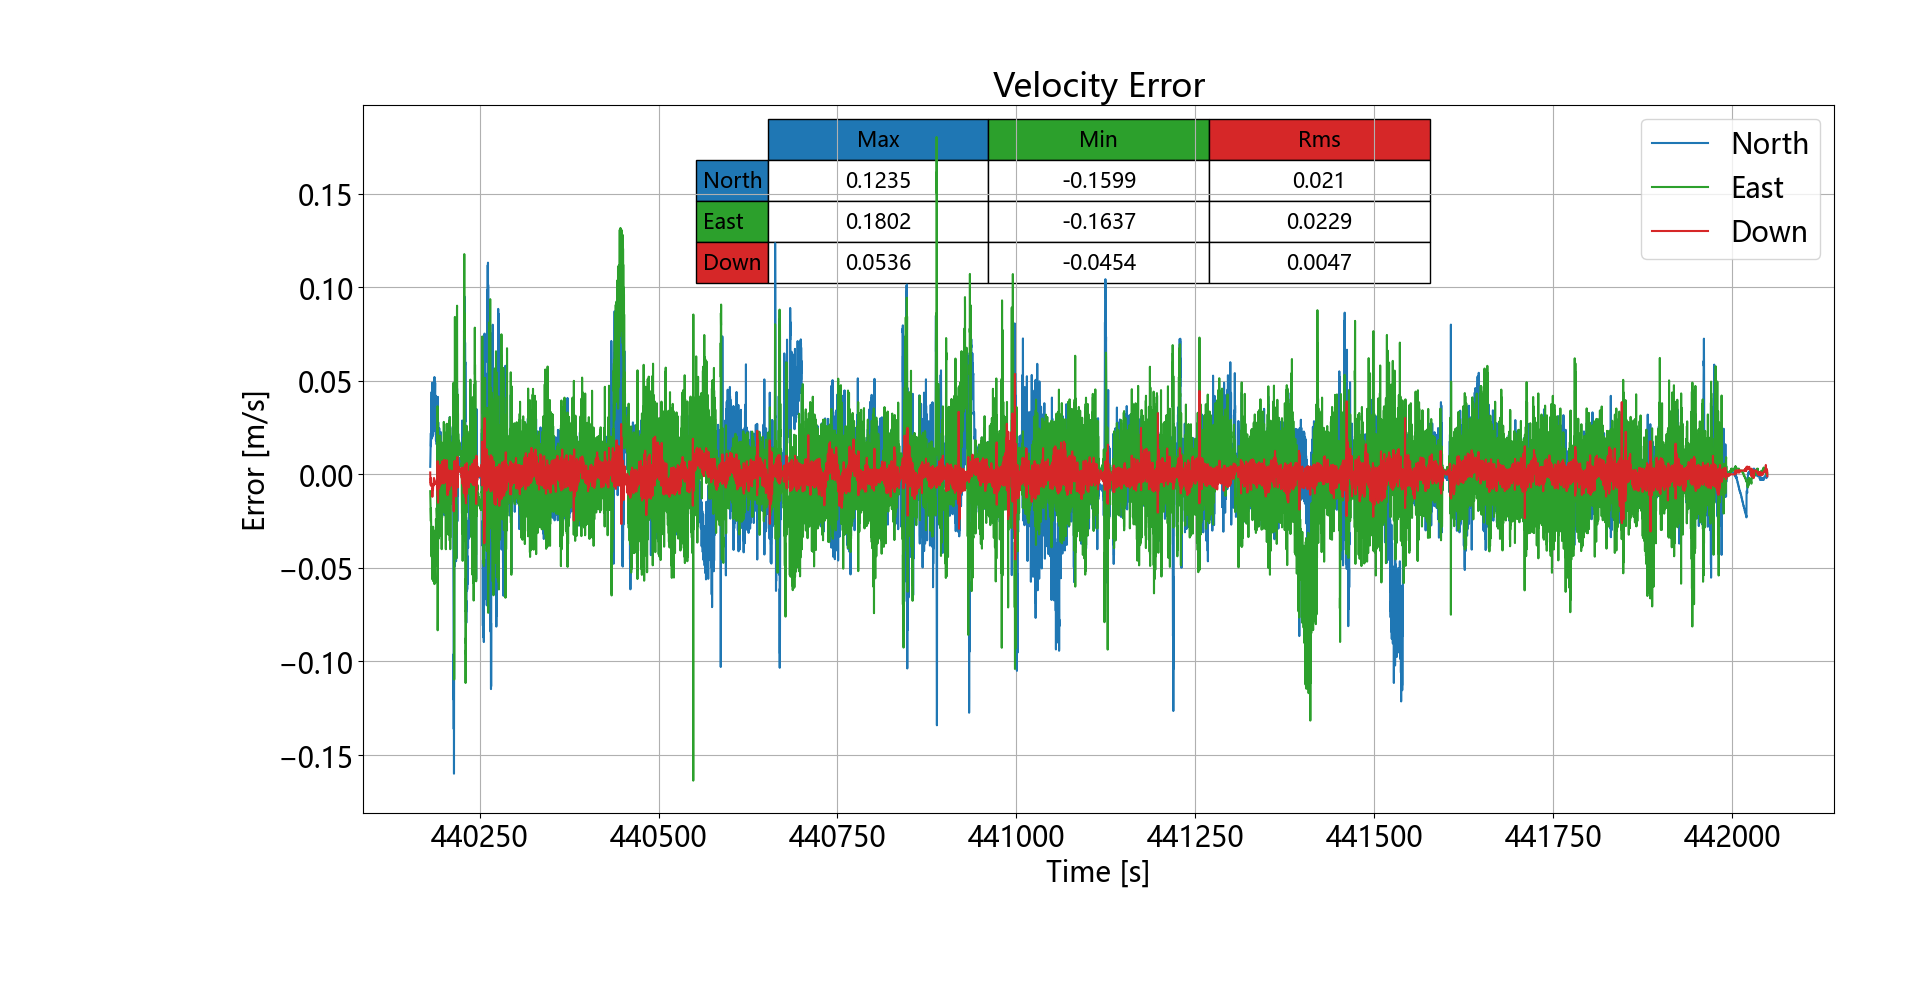 Velocity Error
Max Min Rms
North 0.1235 -0.1599 0.021
East 0.1802 -0.1637 0.0229
Down 0.0536 -0.0454 0.0047
North
East
Down
Error [m/s]
0.15
0.10
0.05
0.00
−0.05
−0.10
−0.15
440250 440500 440750 441000 441250 441500 441750 442000
Time [s]